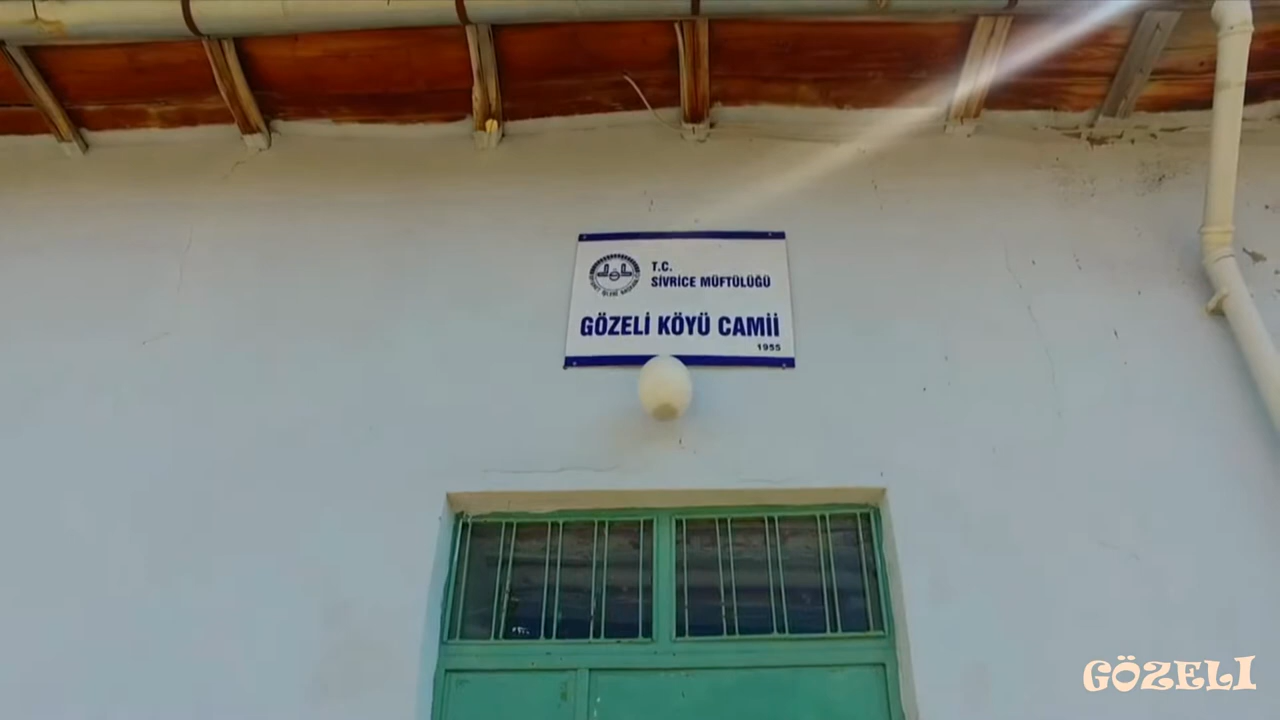 T.C.
SİVRİCE MÜFTÜLÜĞÜ
GÖZELİ KÖYÜ CAMİİ
1955
GÖZELI